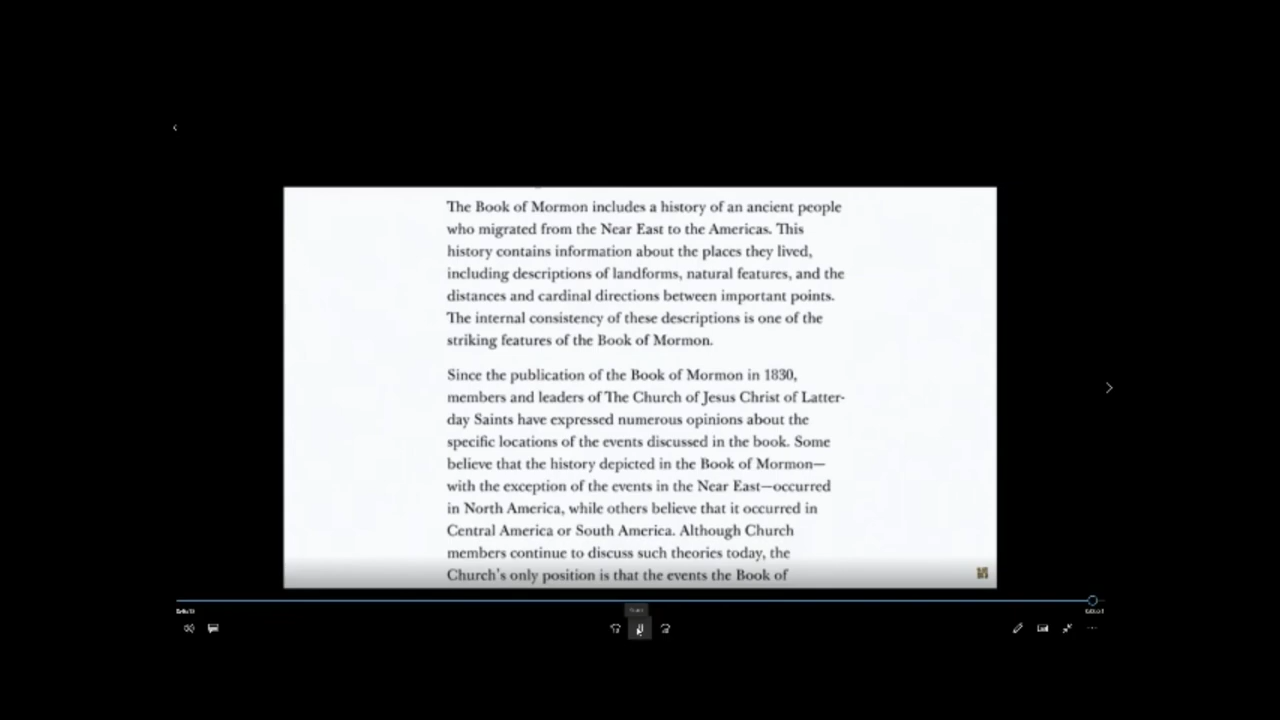 The Book of Mormon includes a history of an ancient people
who migrated from the Near East to the Americas. This
history contains information about the places they lived,
including descriptions of landforms, natural features, and the
distances and cardinal directions between important points.
The internal consistency of these descriptions is one of the
striking features of the Book of Mormon.
Since the publication of the Book of Mormon in 1830,
members and leaders of The Church of Jesus Christ of Latter-
day Saints have expressed numerous opinions about the
specific locations of the events discussed in the book. Some
believe that the history depicted in the Book of Mormon—
with the exception of the events in the Near East—occurred
in North America, while others believe that it occurred in
Central America or South America. Although Church
members continue to discuss such theories today, the
Church's only position is that the events the Book of